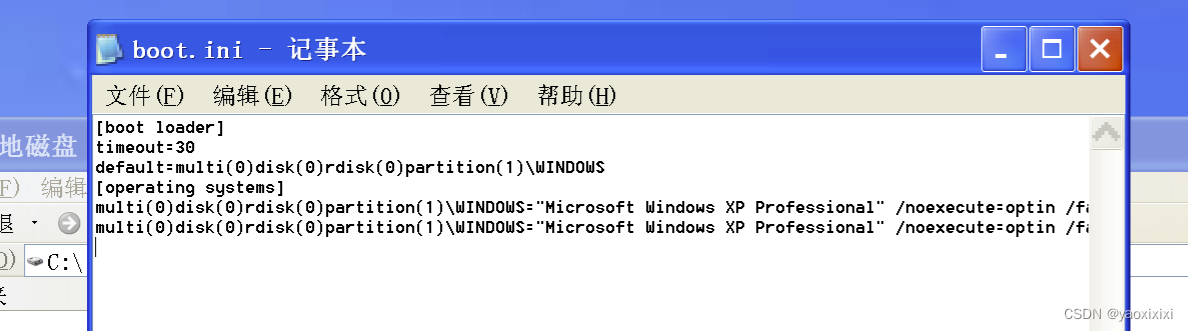 boot.ini - 记事本
文件(F) 编辑(E) 格式(O) 查看(V) 帮助(H)
地磁盘
F) 编辑
退
C:\
[boot loader]
timeout=30
default=multi(0)disk(0)rdisk(0)partition(1)\WINDOWS
[operating systems]
multi(0)disk(0)rdisk(0)partition(1)\WINDOWS="Microsoft Windows XP Professional" /noexecute=optin /fa
multi(0)disk(0)rdisk(0)partition(1)\WINDOWS="Microsoft Windows XP Professional" /noexecute=optin /fa
CSDN @yaoxixixi